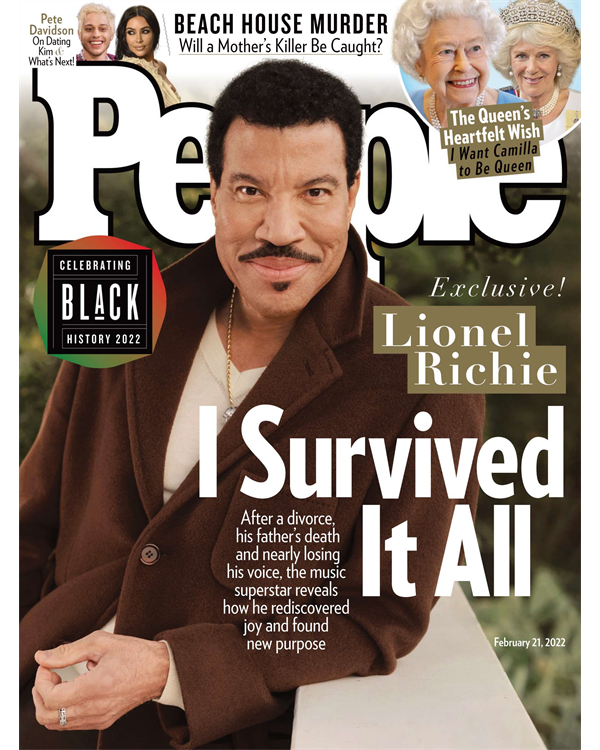 Pete
Davidson
On Dating
Kim &
What's Next!
BEACH HOUSE MURDER
Will a Mother's Killer Be Caught?
The Queen's
Heartfelt Wish
I Want Camilla
to Be Queen
People
CELEBRATING
BLACK
HISTORY 2022
Exclusive!
Lionel
Richie
I Survived
It All
After a divorce,
his father's death
and nearly losing
his voice, the music
superstar reveals
how he rediscovered
joy and found
new purpose
February 21, 2022